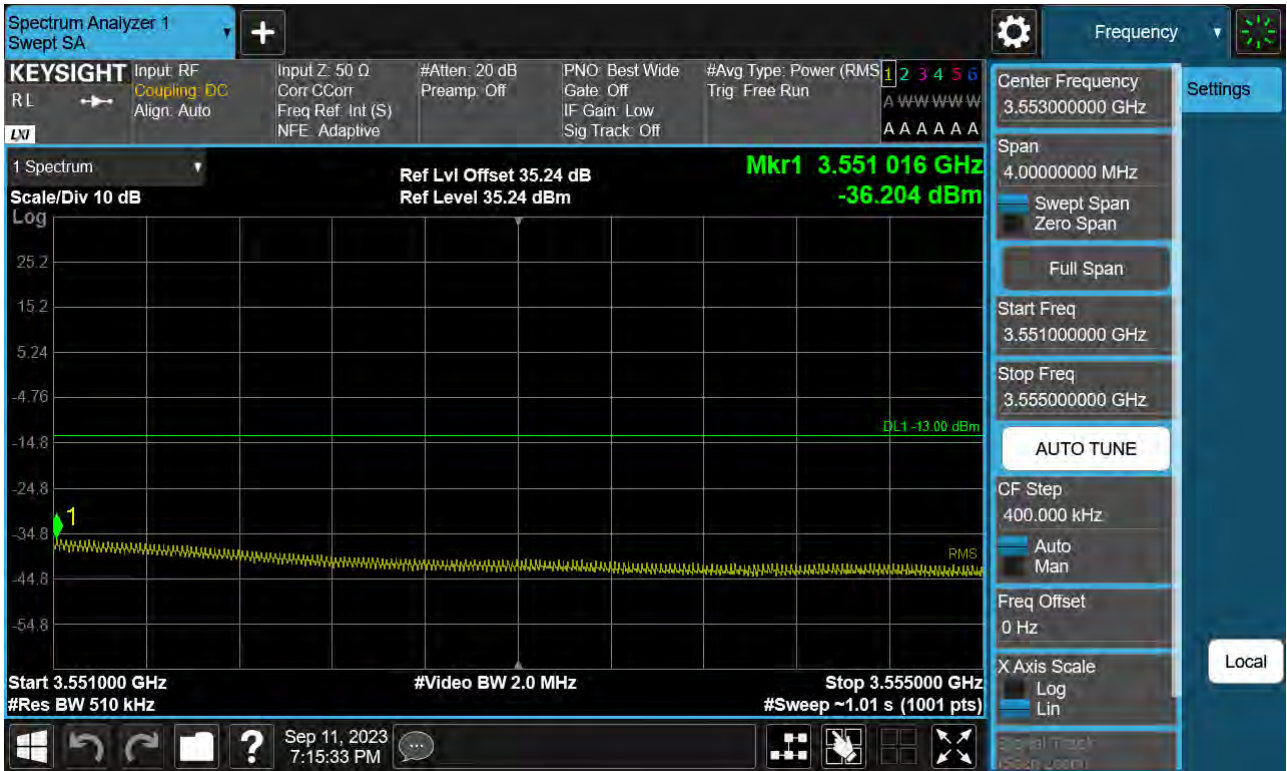 Spectrum Analyzer 1
Swept SA
+
Frequency
KEYSIGHT
RL
LXI
Input: RF
Coupling: DC
Align: Auto
Input Z: 50 Ω
Corr CCorr
Freq Ref: Int (S)
NFE: Adaptive
#Atten: 20 dB
Preamp: Off
PNO: Best Wide
Gate: Off
IF Gain: Low
Sig Track: Off
#Avg Type: Power (RMS
Trig: Free Run
1 2 3 4 5 6
A W W W W W
A A A A A A
1 Spectrum
Scale/Div 10 dB
Log
Ref Lvl Offset 35.24 dB
Ref Level 35.24 dBm
Mkr1 3.551 016 GHz
-36.204 dBm
25.2
15.2
5.24
-4.76
DL1 -13.00 dBm
-14.8
-24.8
1
-34.8
RMS
-44.8
-54.8
Start 3.551000 GHz
#Res BW 510 kHz
#Video BW 2.0 MHz
Stop 3.555000 GHz
#Sweep ~1.01 s (1001 pts)
Center Frequency
3.553000000 GHz
Settings
Span
4.00000000 MHz
Swept Span
Zero Span
Full Span
Start Freq
3.551000000 GHz
Stop Freq
3.555000000 GHz
AUTO TUNE
CF Step
400.000 kHz
Auto
Man
Freq Offset
0 Hz
X Axis Scale
Log
Lin
Signal Track
(Span Zoom)
Local
?
Sep 11, 2023
7:15:33 PM